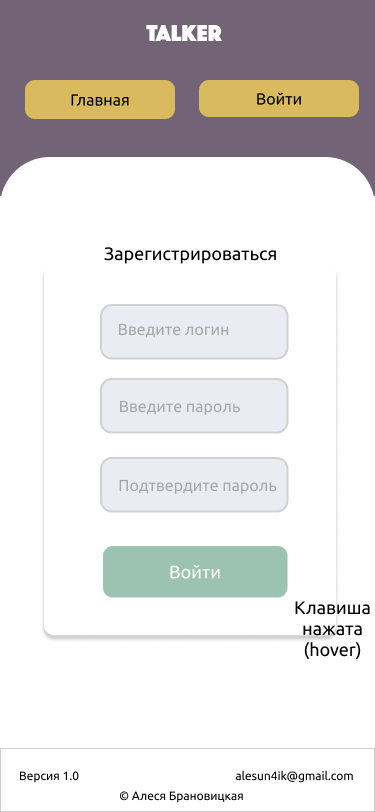 TALKER
Главная
Войти
Зарегистрироваться
Введите логин
Введите пароль
Подтвердите пароль
Войти
Клавиша
нажата
(hover)
Версия 1.0
alesun4ik@gmail.com
© Алеся Брановицкая